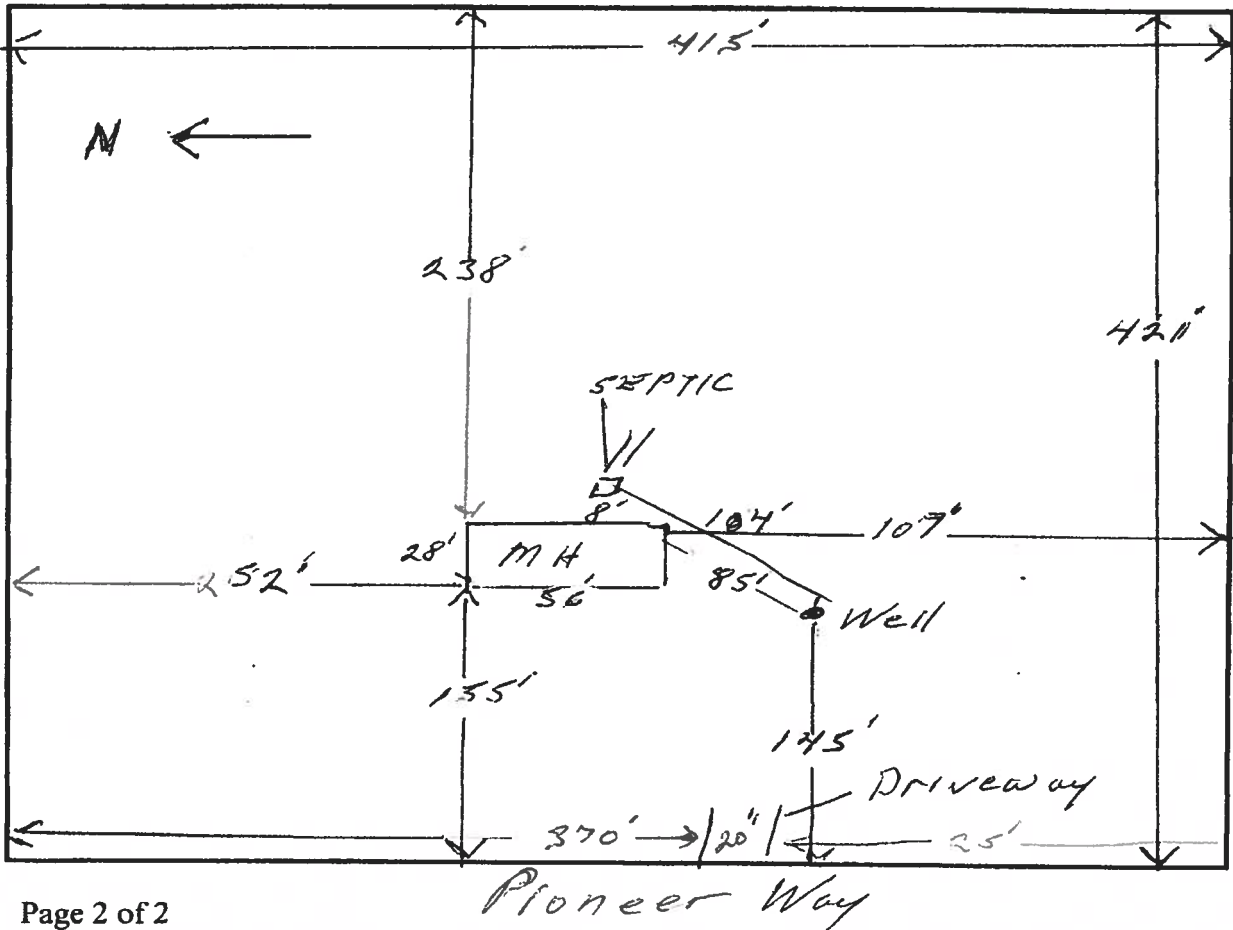 415'
N
238'
421'
SEPTIC
8'
104'
107'
28'
MH
252'
56'
85'
Well
155'
145'
Driveway
370'
20"
25'
Pioneer Way
Page 2 of 2